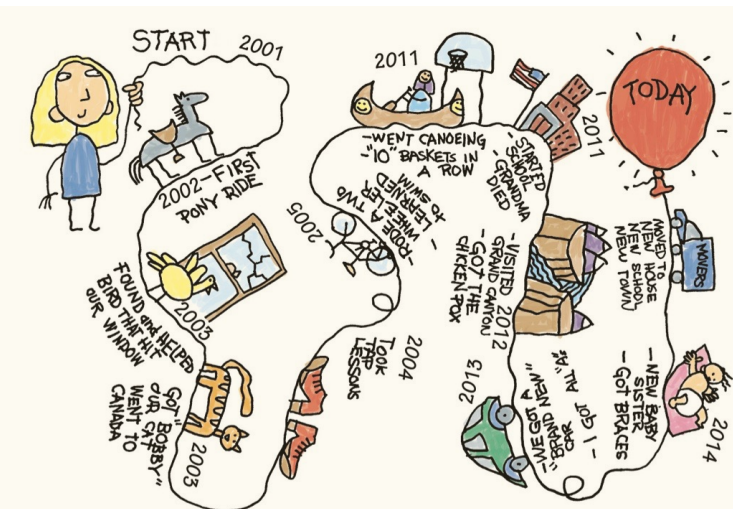 START
2001
2002-FIRST
PONY RIDE
2003
FOUND and HELPED
BIRD THAT HIT
OUR WINDOW
2003
GOT "BOBBY"
OUR CAT
WENT TO
CANADA
2004
TOOK
TAP
LESSONS
2005
-RODE A TWO
WHEELER
-LEARNED
to SWIM
2011
-WENT CANOEING
-"10" BASKETS IN
A ROW
2011
-STARTED
SCHOOL
-GRANDMA
DIED
2012
-VISITED
GRAND CANYON
-GOT THE
CHICKEN POX
2013
-WE GOT A
"BRAND NEW"
CAR
-I GOT ALL "A's"
2014
-NEW BABY
SISTER
-GOT BRACES
MOVED TO
NEW HOUSE
NEW SCHOOL
NEW TOWN
MOVERS
TODAY